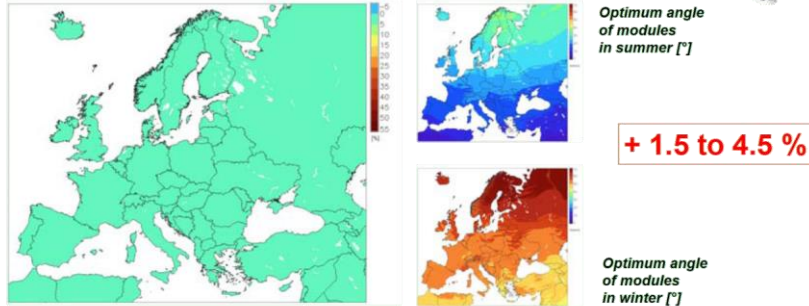 Optimum angle
of modules
in summer [°]
-5
0
5
10
15
20
25
30
35
40
45
50
55
[%]
+ 1.5 to 4.5 %
Optimum angle
of modules
in winter [°]